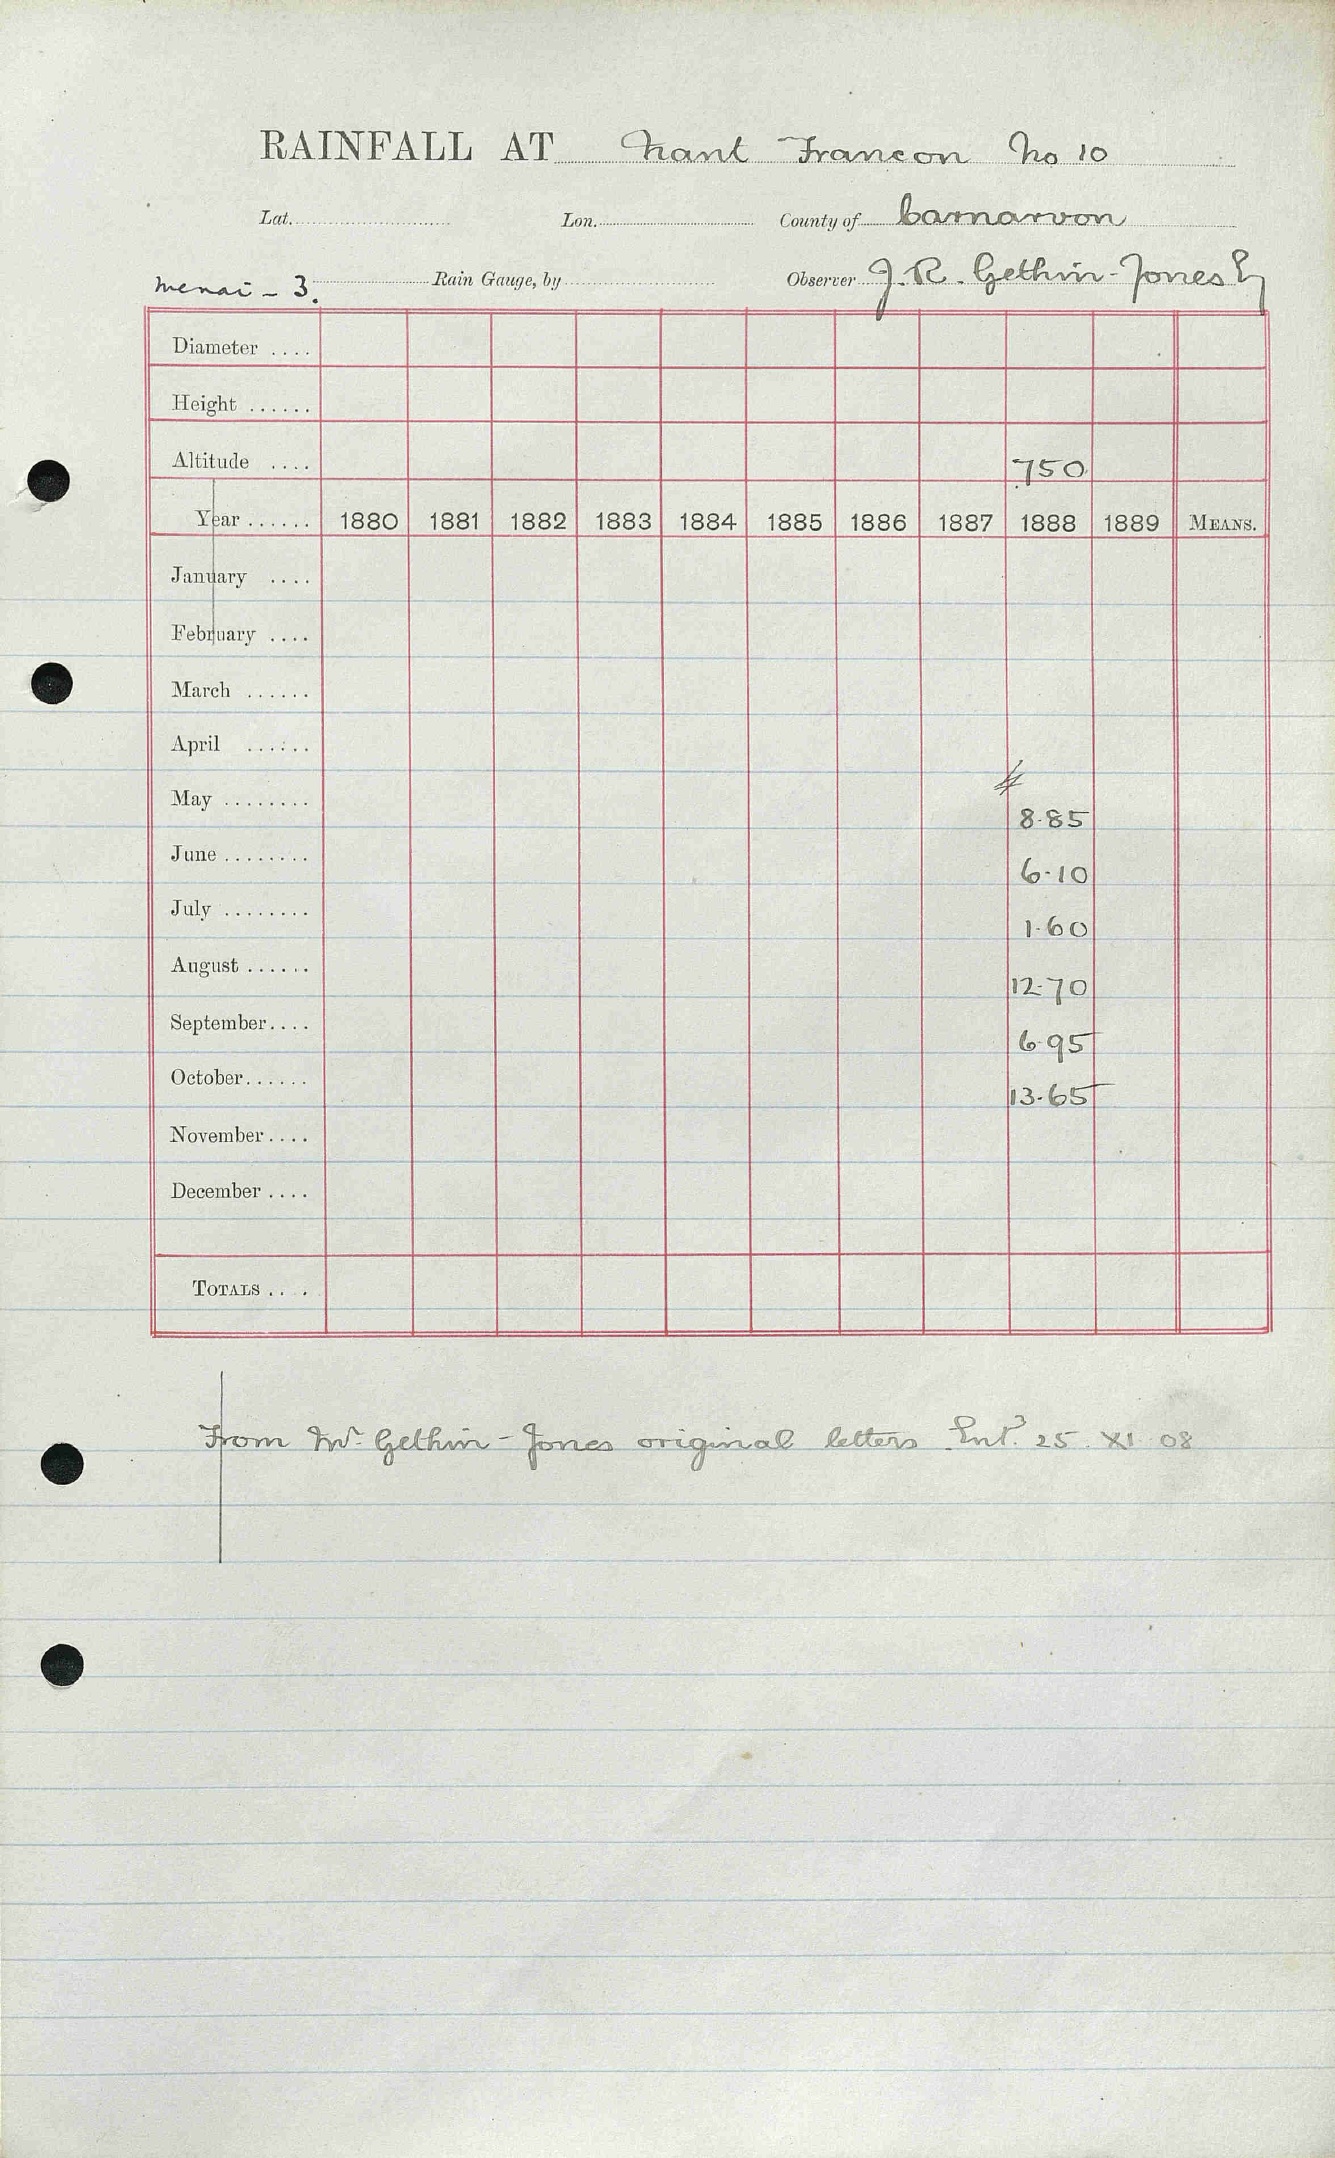 RAINFALL AT Nant Francon No 10
Lat. Lon. County of Carnarvon
Menai - 3. Rain Gauge, by Observer J. R. Gethin-Jones Eq
Diameter ....
Height ......
Altitude .... 750
Year ...... 1880 1881 1882 1883 1884 1885 1886 1887 1888 1889 MEANS.
January ....
February ....
March ......
April ......
May ........ 8.85
June ........ 6.10
July ........ 1.60
August ...... 12.70
September.... 6.95
October...... 13.65
November....
December ....
TOTALS ....
From Mr. Gethin-Jones original letters Entd. 25 XI 08